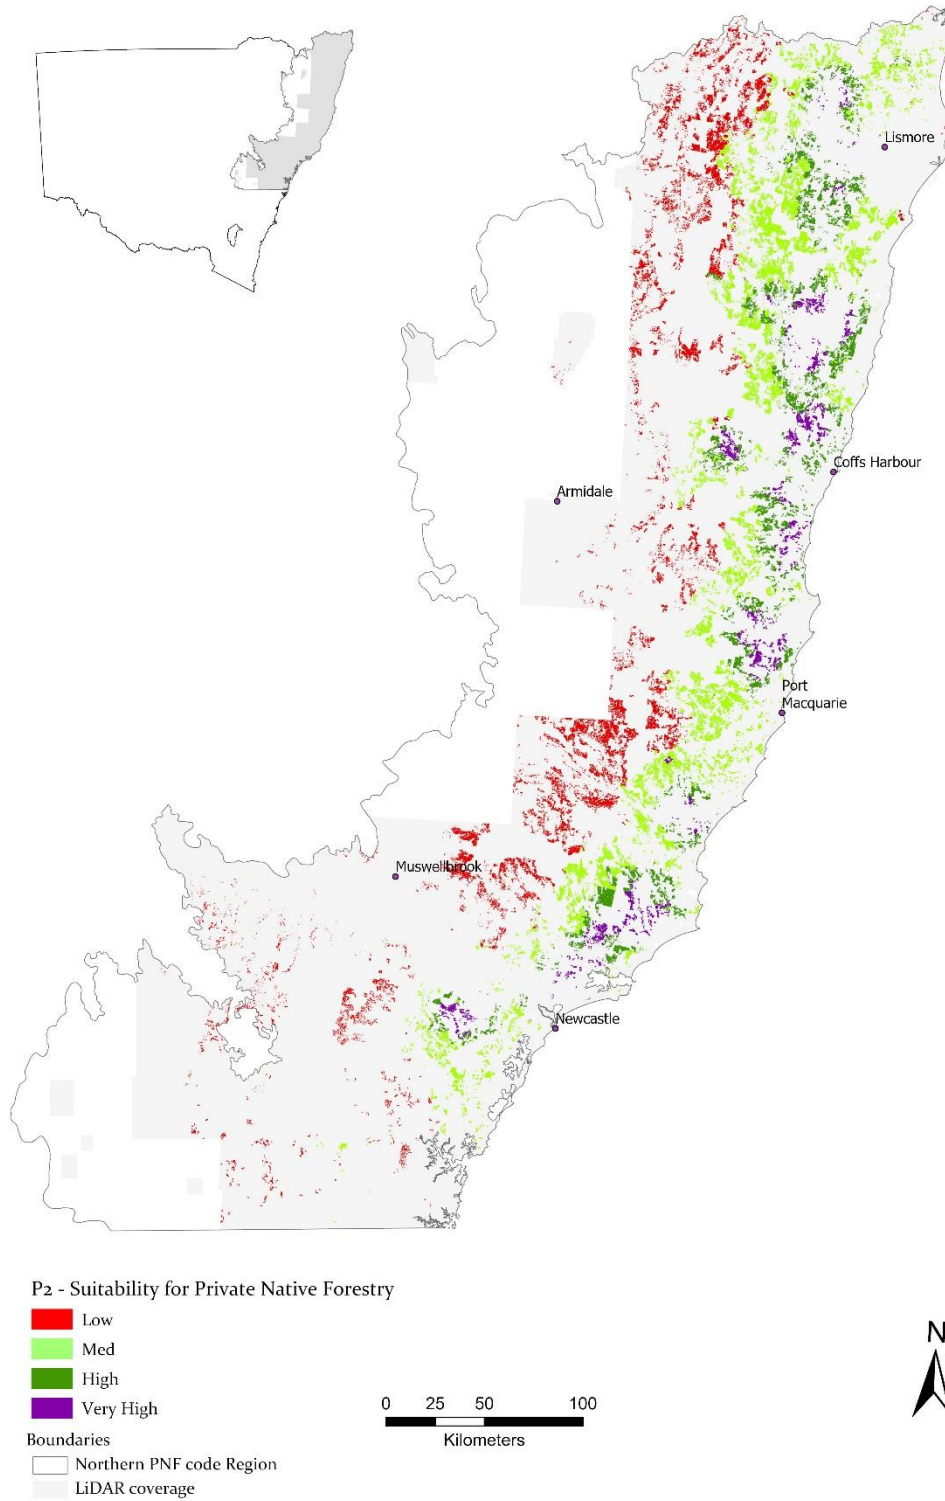 Lismore
Coffs Harbour
Armidale
Port
Macquarie
Muswellbrook
Newcastle
P2 - Suitability for Private Native Forestry
Low
Med
High
Very High
Boundaries
Northern PNF code Region
LiDAR coverage
0 25 50 100
Kilometers
N